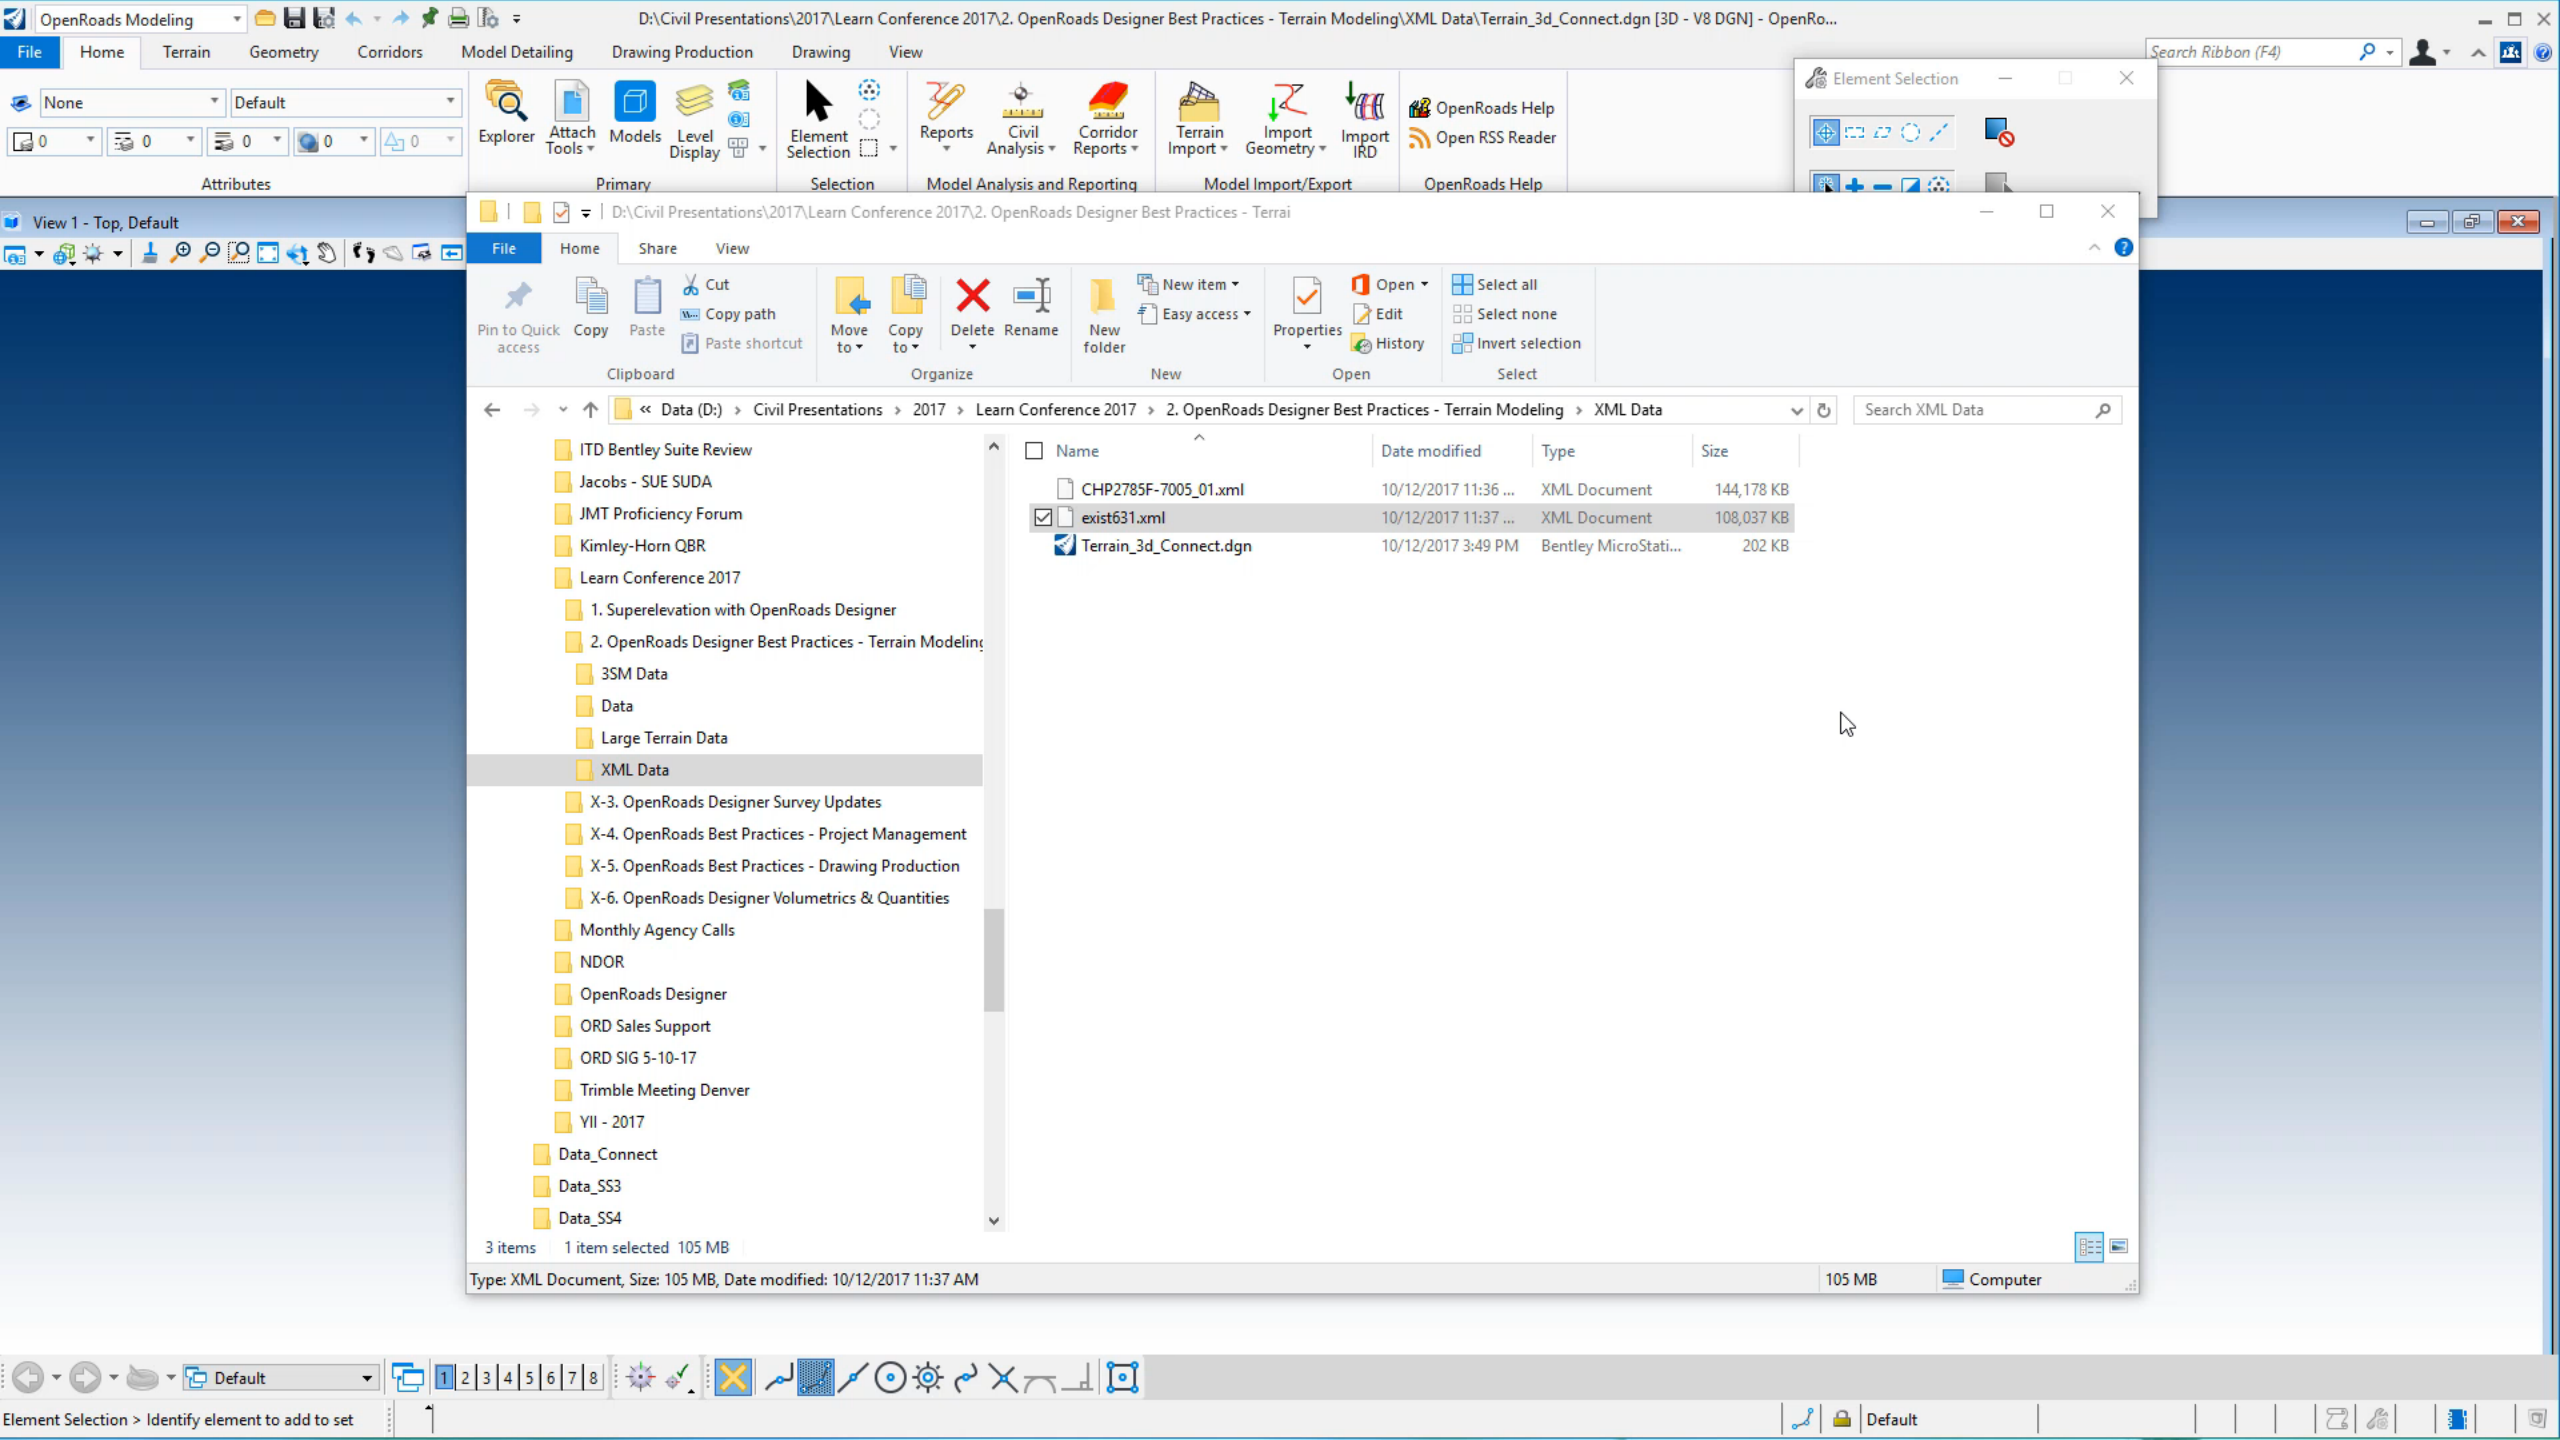 OpenRoads Modeling
D:\Civil Presentations\2017\Learn Conference 2017\2. OpenRoads Designer Best Practices - Terrain Modeling\XML Data\Terrain_3d_Connect.dgn [3D - V8 DGN] - OpenRo...
File Home Terrain Geometry Corridors Model Detailing Drawing Production Drawing View
Search Ribbon (F4)
None Default
0 0 0 0 0
Attributes
Explorer
Attach Tools
Models
Level Display
Primary
Element Selection
Selection
Reports
Civil Analysis
Corridor Reports
Model Analysis and Reporting
Terrain Import
Import Geometry
Import IRD
Model Import/Export
OpenRoads Help
Open RSS Reader
OpenRoads Help
Element Selection
View 1 - Top, Default
D:\Civil Presentations\2017\Learn Conference 2017\2. OpenRoads Designer Best Practices - Terrai
File Home Share View
Pin to Quick access
Copy
Paste
Cut
Copy path
Paste shortcut
Clipboard
Move to
Copy to
Delete
Rename
Organize
New folder
New item
Easy access
New
Properties
Open
Edit
History
Open
Select all
Select none
Invert selection
Select
« Data (D:) › Civil Presentations › 2017 › Learn Conference 2017 › 2. OpenRoads Designer Best Practices - Terrain Modeling › XML Data
Search XML Data
ITD Bentley Suite Review
Jacobs - SUE SUDA
JMT Proficiency Forum
Kimley-Horn QBR
Learn Conference 2017
1. Superelevation with OpenRoads Designer
2. OpenRoads Designer Best Practices - Terrain Modeling
3SM Data
Data
Large Terrain Data
XML Data
X-3. OpenRoads Designer Survey Updates
X-4. OpenRoads Best Practices - Project Management
X-5. OpenRoads Best Practices - Drawing Production
X-6. OpenRoads Designer Volumetrics & Quantities
Monthly Agency Calls
NDOR
OpenRoads Designer
ORD Sales Support
ORD SIG 5-10-17
Trimble Meeting Denver
YII - 2017
Data_Connect
Data_SS3
Data_SS4
Name Date modified Type Size
CHP2785F-7005_01.xml 10/12/2017 11:36 ... XML Document 144,178 KB
exist631.xml 10/12/2017 11:37 ... XML Document 108,037 KB
Terrain_3d_Connect.dgn 10/12/2017 3:49 PM Bentley MicroStati... 202 KB
3 items 1 item selected 105 MB
Type: XML Document, Size: 105 MB, Date modified: 10/12/2017 11:37 AM
105 MB Computer
Default
1 2 3 4 5 6 7 8
Element Selection > Identify element to add to set
Default